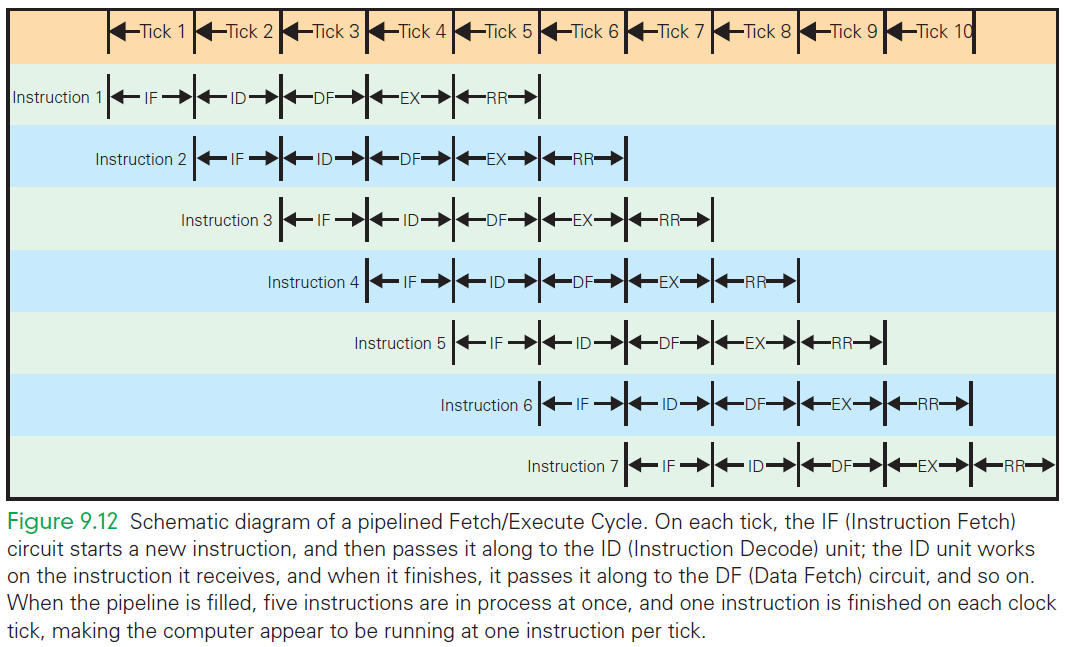 Tick 1 Tick 2 Tick 3 Tick 4 Tick 5 Tick 6 Tick 7 Tick 8 Tick 9 Tick 10
Instruction 1 IF ID DF EX RR
Instruction 2 IF ID DF EX RR
Instruction 3 IF ID DF EX RR
Instruction 4 IF ID DF EX RR
Instruction 5 IF ID DF EX RR
Instruction 6 IF ID DF EX RR
Instruction 7 IF ID DF EX RR
Figure 9.12 Schematic diagram of a pipelined Fetch/Execute Cycle. On each tick, the IF (Instruction Fetch)
circuit starts a new instruction, and then passes it along to the ID (Instruction Decode) unit; the ID unit works
on the instruction it receives, and when it finishes, it passes it along to the DF (Data Fetch) circuit, and so on.
When the pipeline is filled, five instructions are in process at once, and one instruction is finished on each clock
tick, making the computer appear to be running at one instruction per tick.